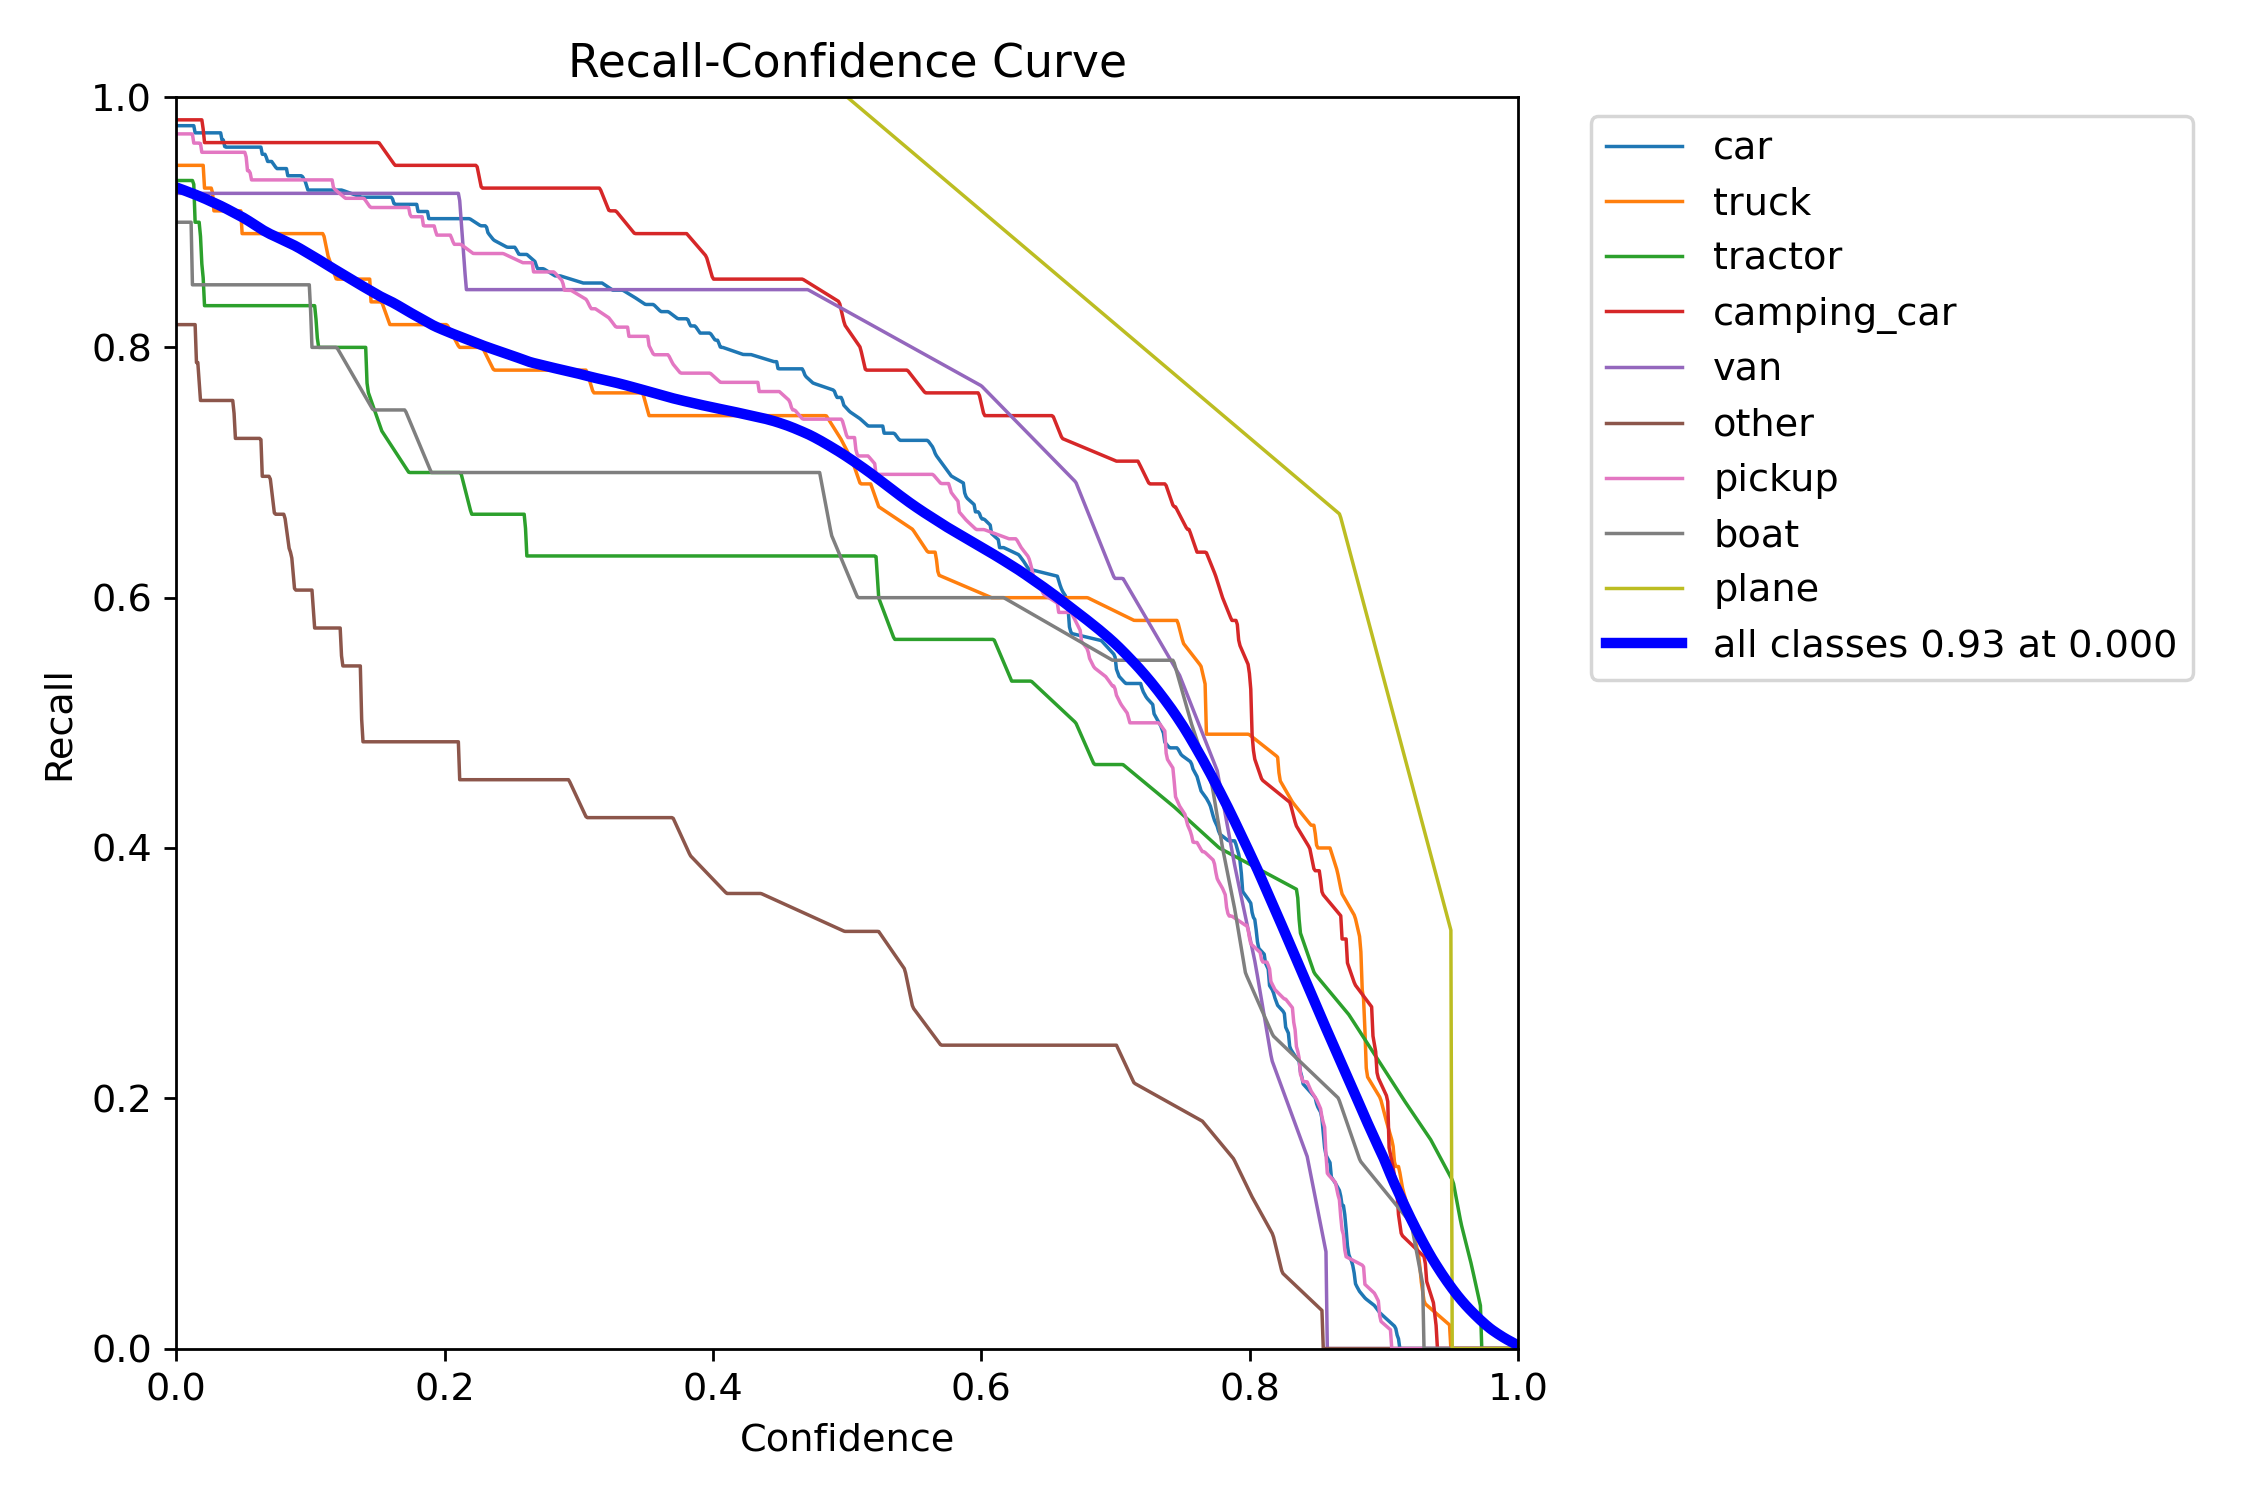 Recall-Confidence Curve
1.0
0.8
0.6
0.4
0.2
0.0
Recall
0.0 0.2 0.4 0.6 0.8 1.0
Confidence
car
truck
tractor
camping_car
van
other
pickup
boat
plane
all classes 0.93 at 0.000